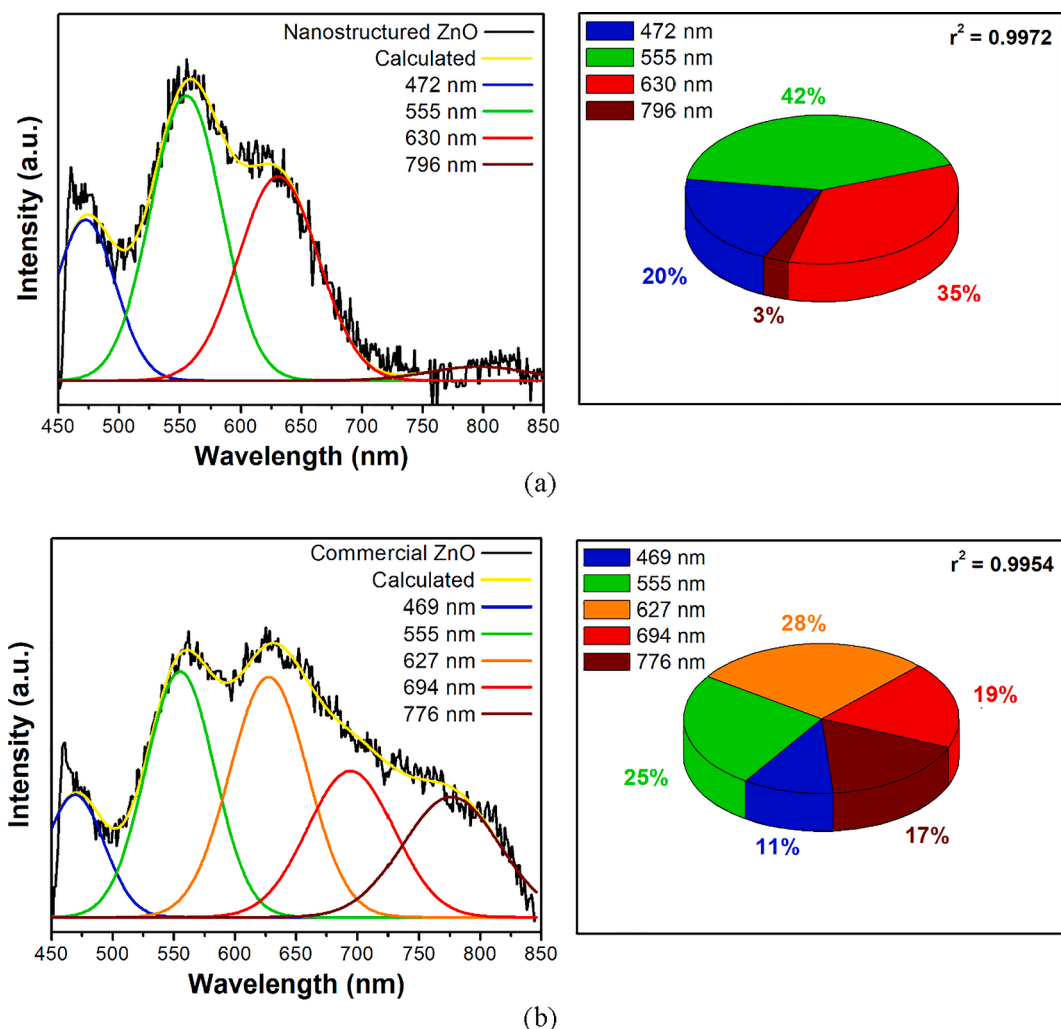 Nanostructured ZnO
Calculated
472 nm
555 nm
630 nm
796 nm
Intensity (a.u.)
450 500 550 600 650 700 750 800 850
Wavelength (nm)
472 nm
555 nm
630 nm
796 nm
r² = 0.9972
42%
20%
3%
35%
(a)
Commercial ZnO
Calculated
469 nm
555 nm
627 nm
694 nm
776 nm
Intensity (a.u.)
450 500 550 600 650 700 750 800 850
Wavelength (nm)
469 nm
555 nm
627 nm
694 nm
776 nm
r² = 0.9954
28%
19%
25%
11%
17%
(b)